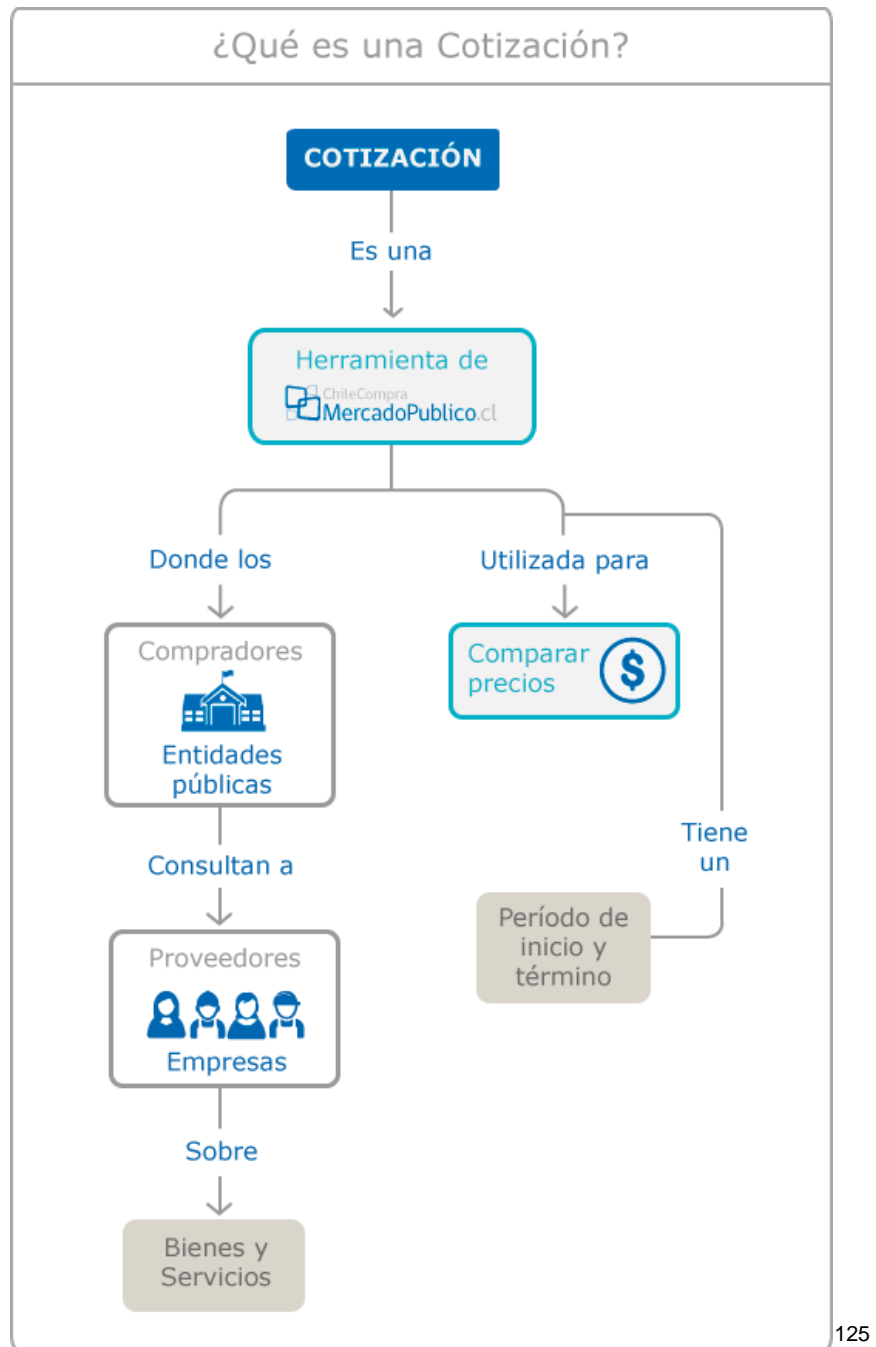 ¿Qué es una Cotización?
COTIZACIÓN
Es una
Herramienta de
ChileCompra
MercadoPublico.cl
Donde los
Compradores
Entidades
públicas
Consultan a
Proveedores
Empresas
Sobre
Bienes y
Servicios
Utilizada para
Comparar
precios
$
Tiene
un
Período de
inicio y
término
125